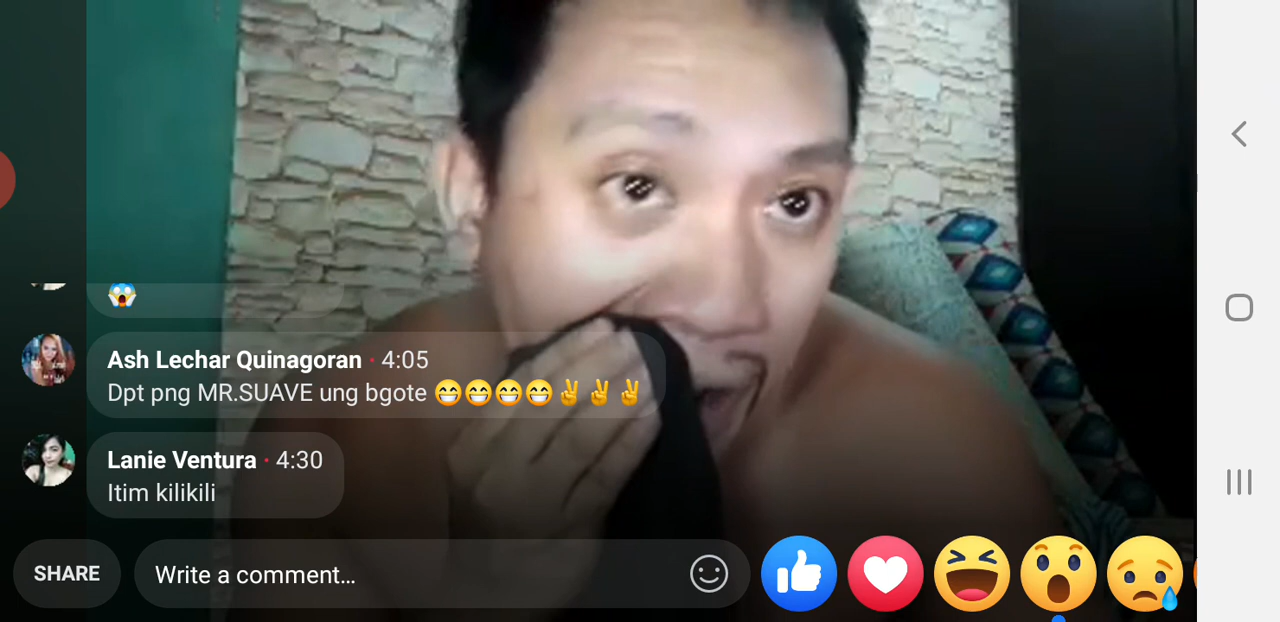 😱
Ash Lechar Quinagoran • 4:05
Dpt png MR.SUAVE ung bgote 😁😁😁😁✌✌✌
Lanie Ventura • 4:30
Itim kilikili
SHARE
Write a comment...